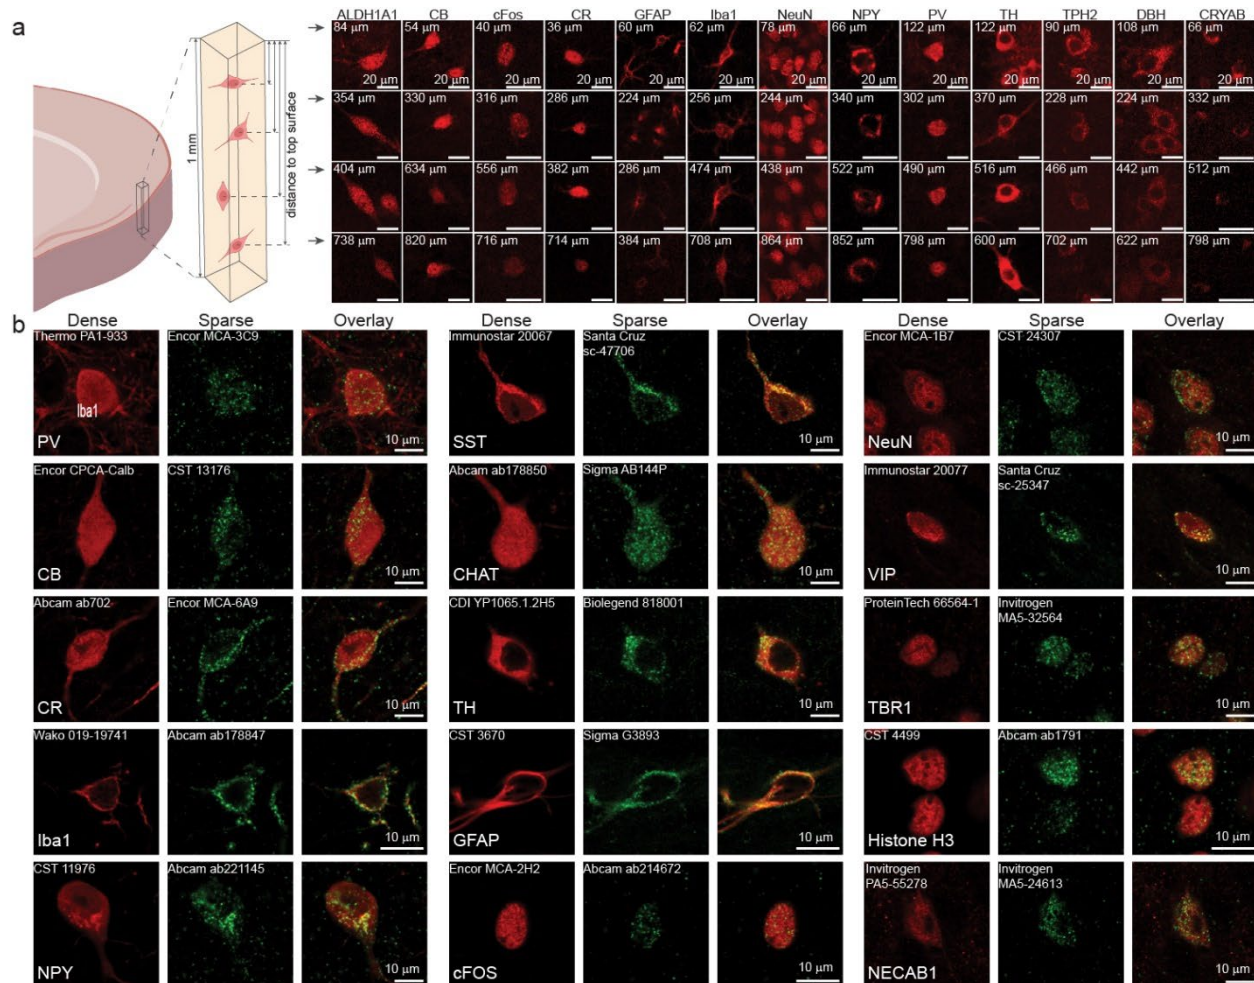 a
ALDH1A1 CB cFos CR GFAP Iba1 NeuN NPY PV TH TPH2 DBH CRYAB
84 µm 54 µm 40 µm 36 µm 60 µm 62 µm 78 µm 66 µm 122 µm 122 µm 90 µm 108 µm 66 µm
20 µm 20 µm 20 µm 20 µm 20 µm 20 µm 20 µm 20 µm 20 µm 20 µm 20 µm 20 µm 20 µm
354 µm 330 µm 316 µm 286 µm 224 µm 256 µm 244 µm 340 µm 302 µm 370 µm 228 µm 224 µm 332 µm
404 µm 634 µm 556 µm 382 µm 286 µm 474 µm 438 µm 522 µm 490 µm 516 µm 466 µm 442 µm 512 µm
738 µm 820 µm 716 µm 714 µm 384 µm 708 µm 864 µm 852 µm 798 µm 600 µm 702 µm 622 µm 798 µm
1 mm
distance to top surface
b
Dense Sparse Overlay Dense Sparse Overlay Dense Sparse Overlay
Thermo PA1-933 Encor MCA-3C9
Iba1
PV
10 µm
Immunostar 20067 Santa Cruz
sc-47706
SST
10 µm
Encor MCA-1B7 CST 24307
NeuN
10 µm
Encor CPCA-Calb CST 13176
CB
10 µm
Abcam ab178850 Sigma AB144P
CHAT
10 µm
Immunostar 20077 Santa Cruz
sc-25347
VIP
10 µm
Abcam ab702 Encor MCA-6A9
CR
10 µm
CDI YP1065.1.2H5 Biolegend 818001
TH
10 µm
ProteinTech 66564-1 Invitrogen
MA5-32564
TBR1
10 µm
Wako 019-19741 Abcam ab178847
Iba1
10 µm
CST 3670 Sigma G3893
GFAP
10 µm
CST 4499 Abcam ab1791
Histone H3
10 µm
CST 11976 Abcam ab221145
NPY
10 µm
Encor MCA-2H2 Abcam ab214672
cFOS
10 µm
Invitrogen Invitrogen
PA5-55278 MA5-24613
NECAB1
10 µm